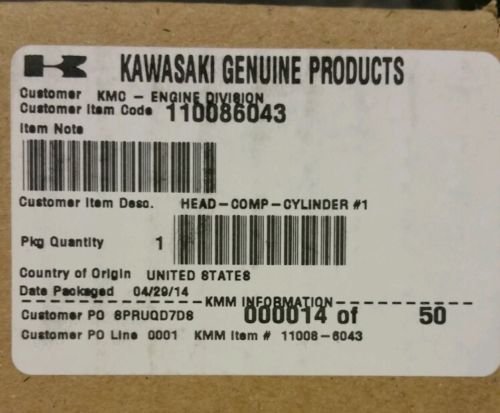 KAWASAKI GENUINE PRODUCTS
Customer KMC - ENGINE DIVISION
Customer Item Code 110086043
Item Note
Customer Item Desc. HEAD-COMP-CYLINDER #1
Pkg Quantity 1
Country of Origin UNITED STATES
Date Packaged 04/29/14
KMM INFORMATION
Customer PO 8PRUQD7D8 000014 of 50
Customer PO Line 0001 KMM Item # 11008-6043